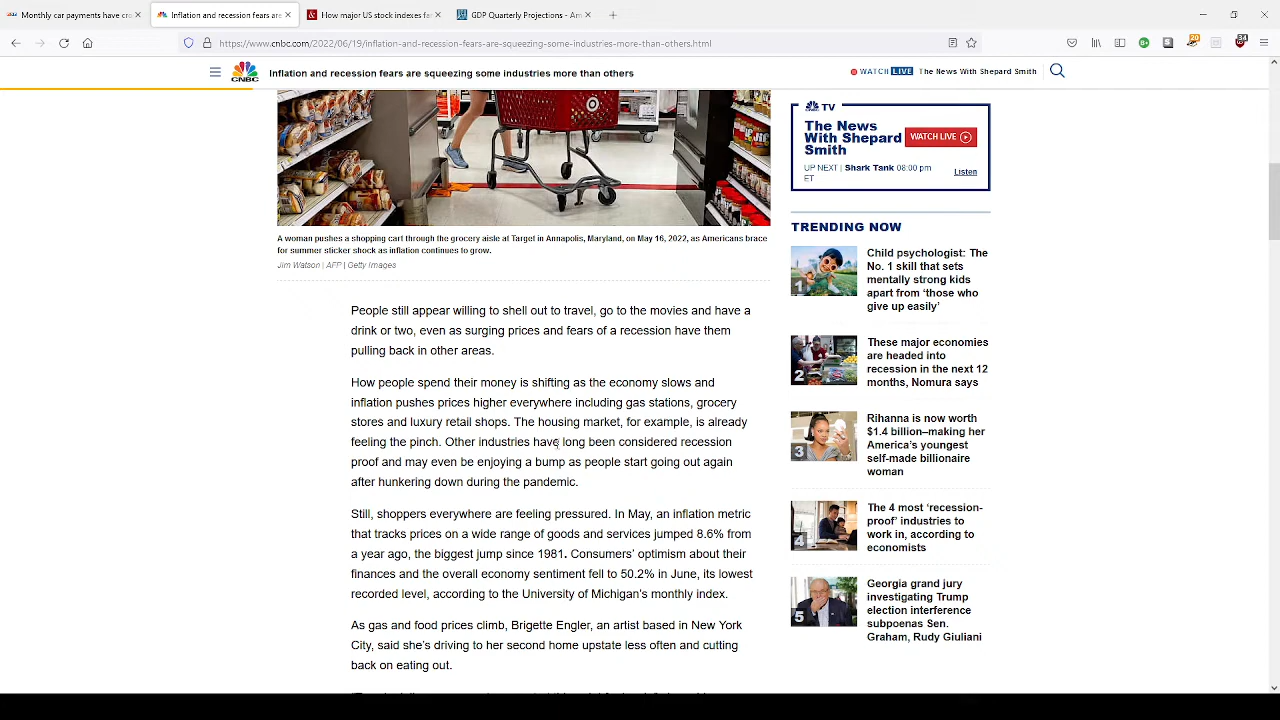 Monthly car payments have cro
Inflation and recession fears are
How major US stock indexes far
GDP Quarterly Projections - Am
https://www.cnbc.com/2022/06/19/inflation-and-recession-fears-are-squeezing-some-industries-more-than-others.html
20
84
CNBC
Inflation and recession fears are squeezing some industries more than others
WATCH LIVE
The News With Shepard Smith
A woman pushes a shopping cart through the grocery aisle at Target in Annapolis, Maryland, on May 16, 2022, as Americans brace
for summer sticker shock as inflation continues to grow.
Jim Watson | AFP | Getty Images
People still appear willing to shell out to travel, go to the movies and have a
drink or two, even as surging prices and fears of a recession have them
pulling back in other areas.
How people spend their money is shifting as the economy slows and
inflation pushes prices higher everywhere including gas stations, grocery
stores and luxury retail shops. The housing market, for example, is already
feeling the pinch. Other industries have long been considered recession
proof and may even be enjoying a bump as people start going out again
after hunkering down during the pandemic.
Still, shoppers everywhere are feeling pressured. In May, an inflation metric
that tracks prices on a wide range of goods and services jumped 8.6% from
a year ago, the biggest jump since 1981. Consumers’ optimism about their
finances and the overall economy sentiment fell to 50.2% in June, its lowest
recorded level, according to the University of Michigan’s monthly index.
As gas and food prices climb, Brigette Engler, an artist based in New York
City, said she’s driving to her second home upstate less often and cutting
back on eating out.
TV
The News
With Shepard
Smith
WATCH LIVE
UP NEXT | Shark Tank 08:00 pm
ET
Listen
TRENDING NOW
1
Child psychologist: The
No. 1 skill that sets
mentally strong kids
apart from ‘those who
give up easily’
2
These major economies
are headed into
recession in the next 12
months, Nomura says
3
Rihanna is now worth
$1.4 billion–making her
America’s youngest
self-made billionaire
woman
4
The 4 most ‘recession-
proof’ industries to
work in, according to
economists
5
Georgia grand jury
investigating Trump
election interference
subpoenas Sen.
Graham, Rudy Giuliani